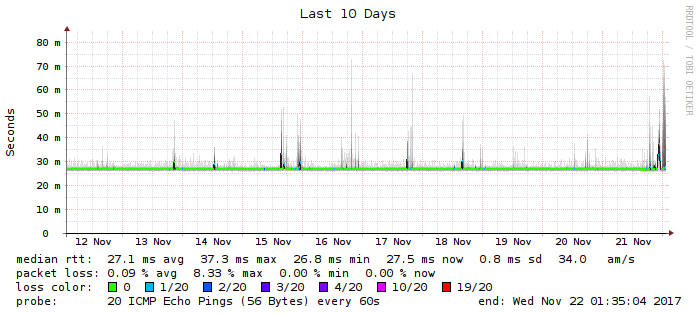 Last 10 Days
RRDTOOL / TOBI OETIKER
Seconds
80 m
70 m
60 m
50 m
40 m
30 m
20 m
10 m
0
12 Nov 13 Nov 14 Nov 15 Nov 16 Nov 17 Nov 18 Nov 19 Nov 20 Nov 21 Nov
median rtt: 27.1 ms avg 37.3 ms max 26.8 ms min 27.5 ms now 0.8 ms sd 34.0 am/s
packet loss: 0.09 % avg 8.33 % max 0.00 % min 0.00 % now
loss color: 0 1/20 2/20 3/20 4/20 10/20 19/20
probe: 20 ICMP Echo Pings (56 Bytes) every 60s end: Wed Nov 22 01:35:04 2017